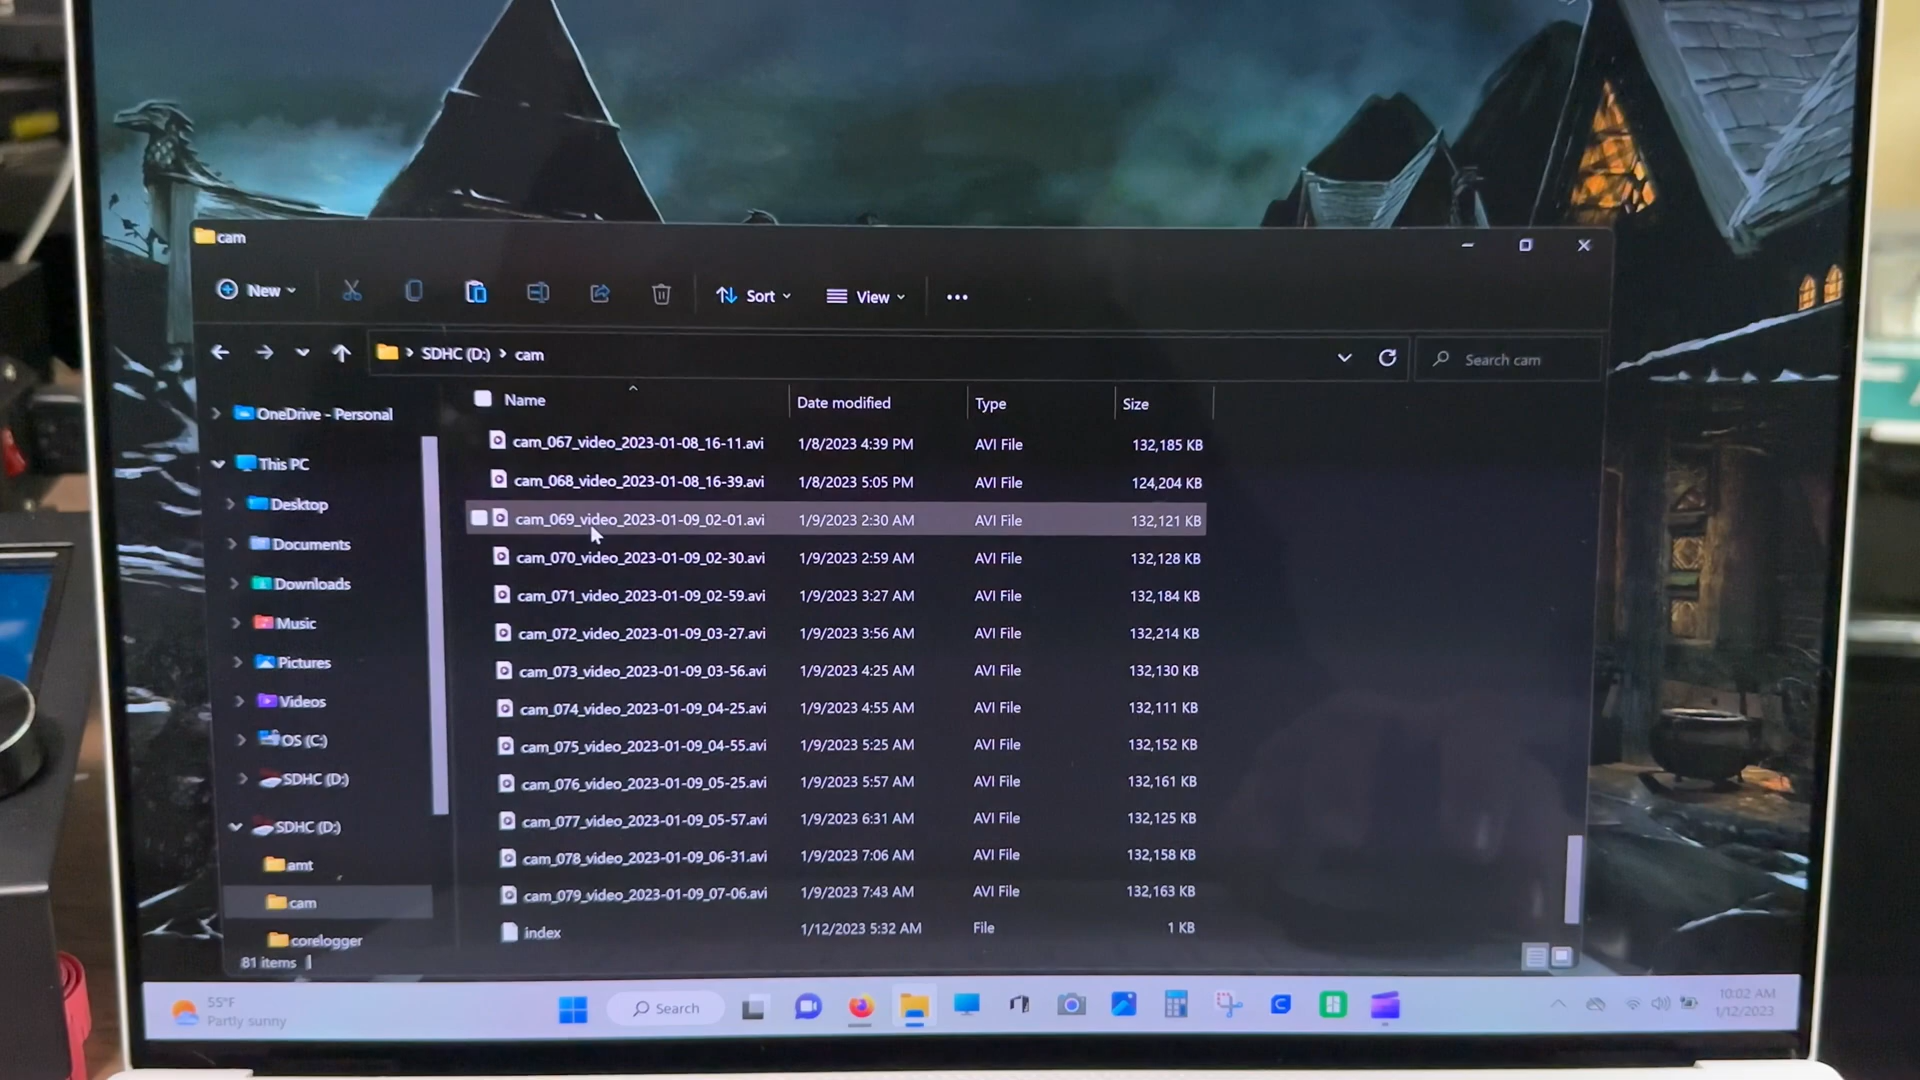 cam
New
Sort
View
SDHC (D:) > cam
Search cam
OneDrive - Personal
This PC
Desktop
Documents
Downloads
Music
Pictures
Videos
OS (C:)
SDHC (D:)
SDHC (D:)
amt
cam
corelogger
81 items
Name Date modified Type Size
cam_067_video_2023-01-08_16-11.avi 1/8/2023 4:39 PM AVI File 132,185 KB
cam_068_video_2023-01-08_16-39.avi 1/8/2023 5:05 PM AVI File 124,204 KB
cam_069_video_2023-01-09_02-01.avi 1/9/2023 2:30 AM AVI File 132,121 KB
cam_070_video_2023-01-09_02-30.avi 1/9/2023 2:59 AM AVI File 132,128 KB
cam_071_video_2023-01-09_02-59.avi 1/9/2023 3:27 AM AVI File 132,184 KB
cam_072_video_2023-01-09_03-27.avi 1/9/2023 3:56 AM AVI File 132,214 KB
cam_073_video_2023-01-09_03-56.avi 1/9/2023 4:25 AM AVI File 132,130 KB
cam_074_video_2023-01-09_04-25.avi 1/9/2023 4:55 AM AVI File 132,111 KB
cam_075_video_2023-01-09_04-55.avi 1/9/2023 5:25 AM AVI File 132,152 KB
cam_076_video_2023-01-09_05-25.avi 1/9/2023 5:57 AM AVI File 132,161 KB
cam_077_video_2023-01-09_05-57.avi 1/9/2023 6:31 AM AVI File 132,125 KB
cam_078_video_2023-01-09_06-31.avi 1/9/2023 7:06 AM AVI File 132,158 KB
cam_079_video_2023-01-09_07-06.avi 1/9/2023 7:43 AM AVI File 132,163 KB
index 1/12/2023 5:32 AM File 1 KB
55°F
Partly sunny
Search
10:02 AM
1/12/2023